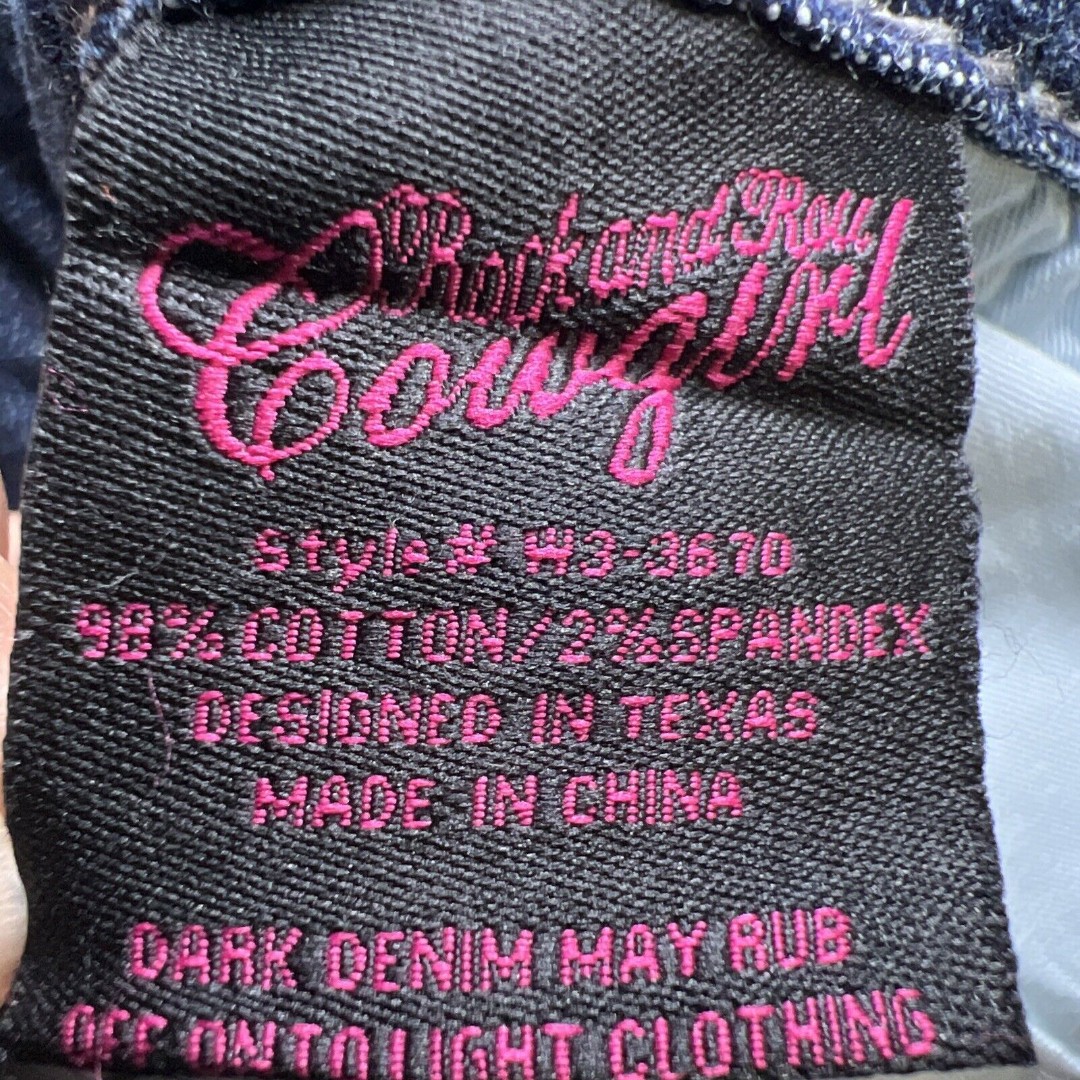 Rock and Roll
Cowgirl
Style# W3-3670
98% COTTON/2%SPANDEX
DESIGNED IN TEXAS
MADE IN CHINA
DARK DENIM MAY RUB
OFF ONTO LIGHT CLOTHING